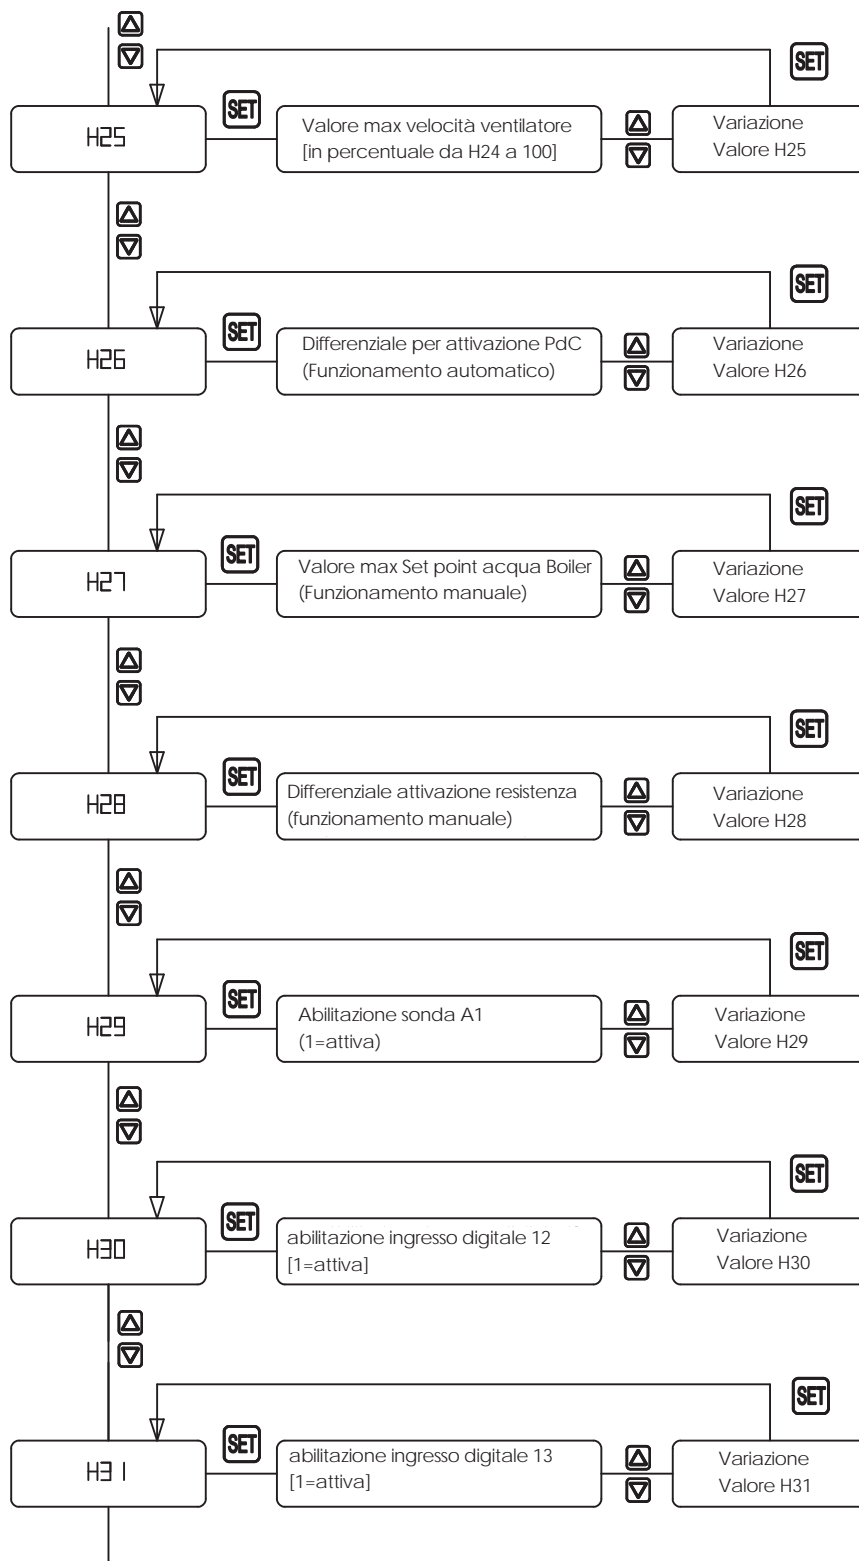 SET
SET
H25
Valore max velocità ventilatore
[in percentuale da H24 a 100]
Variazione
Valore H25
SET
SET
H26
Differenziale per attivazione PdC
(Funzionamento automatico)
Variazione
Valore H26
SET
SET
H27
Valore max Set point acqua Boiler
(Funzionamento manuale)
Variazione
Valore H27
SET
SET
H28
Differenziale attivazione resistenza
(funzionamento manuale)
Variazione
Valore H28
SET
SET
H29
Abilitazione sonda A1
(1=attiva)
Variazione
Valore H29
SET
SET
H30
abilitazione ingresso digitale 12
[1=attiva]
Variazione
Valore H30
SET
SET
H31
abilitazione ingresso digitale 13
[1=attiva]
Variazione
Valore H31